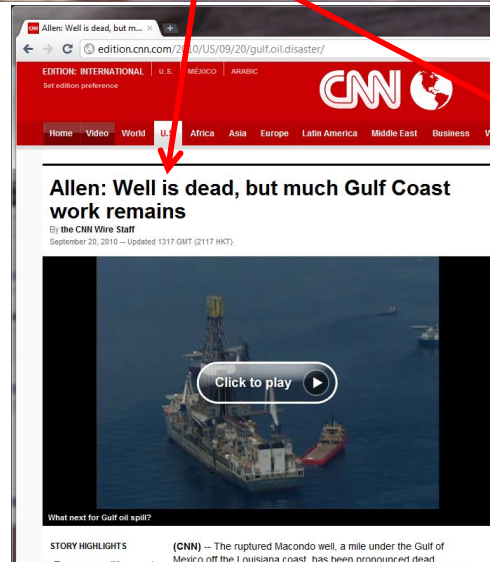 Allen: Well is dead, but m...
edition.cnn.com/2010/US/09/20/gulf.oil.disaster/
EDITION: INTERNATIONAL U.S. MÉXICO ARABIC
Set edition preference
CNN
Home Video World U.S. Africa Asia Europe Latin America Middle East Business
Allen: Well is dead, but much Gulf Coast
work remains
By the CNN Wire Staff
September 20, 2010 -- Updated 1317 GMT (2117 HKT)
Click to play
What next for Gulf oil spill?
STORY HIGHLIGHTS
(CNN) -- The ruptured Macondo well, a mile under the Gulf of
Mexico off the Louisiana coast, has been pronounced dead